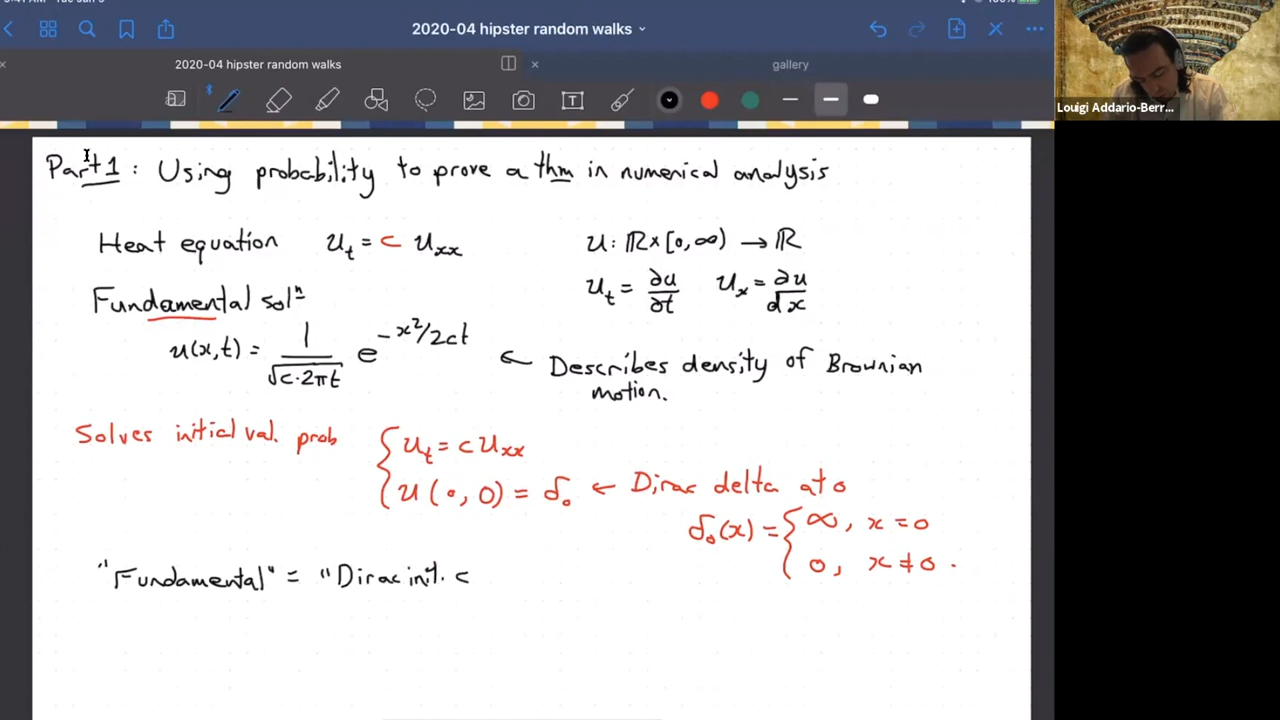 2020-04 hipster random walks
2020-04 hipster random walks
gallery
Louigi Addario-Berr...
Part 1: Using probability to prove a thm in numerical analysis
Heat equation u_t = c u_xx
u: ℝ×[0,∞) → ℝ
u_t = ∂u/∂t u_x = ∂u/dx
Fundamental solⁿ
u(x,t) = 1/√(c·2πt) e^(-x²/2ct) ← Describes density of Brownian
motion.
Solves initial val. prob { u_t = c u_xx
u(·, 0) = δ₀ ← Dirac delta at 0
δ₀(x) = { ∞, x = 0
0, x ≠ 0.
"Fundamental" = "Dirac init. c